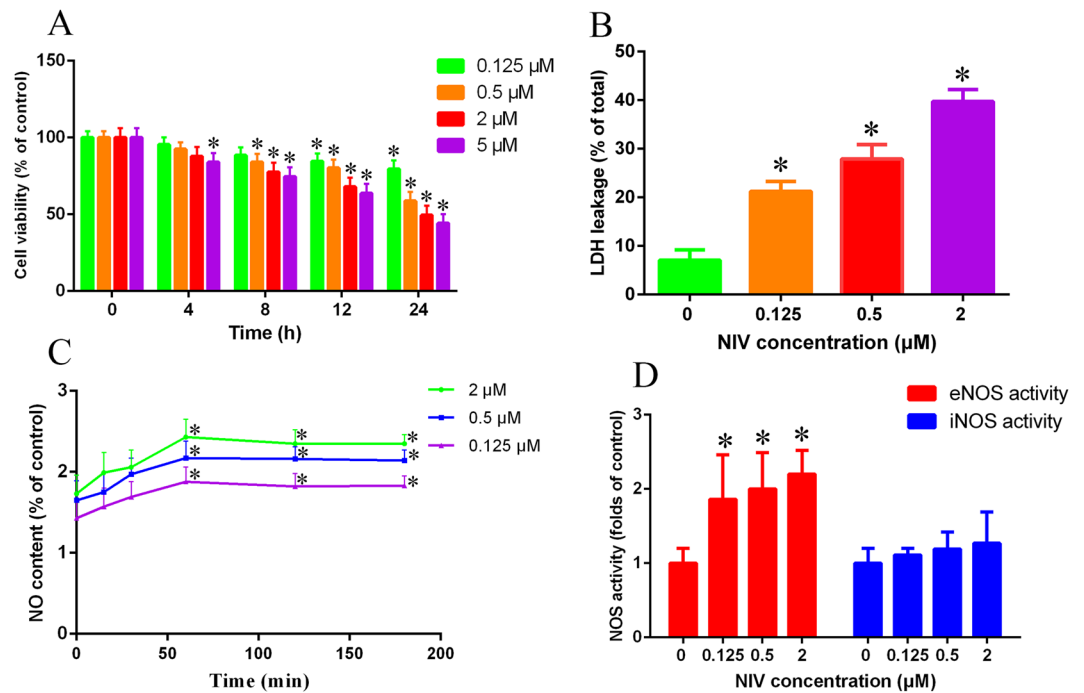 A
Cell viability (% of control)
150
100
50
0
0 4 8 12 24
Time (h)
0.125 µM
0.5 µM
2 µM
5 µM
* * * * * * * * * * * *
B
LDH leakage (% of total)
50
40
30
20
10
0
* * *
0 0.125 0.5 2
NIV concentration (µM)
C
NO content (% of control)
3
2
1
0
0 50 100 150 200
Time (min)
2 µM
0.5 µM
0.125 µM
* * *
* * *
* * *
D
eNOS activity
iNOS activity
NOS activity (folds of control)
3
2
1
0
* * *
0 0.125 0.5 2 0 0.125 0.5 2
NIV concentration (µM)